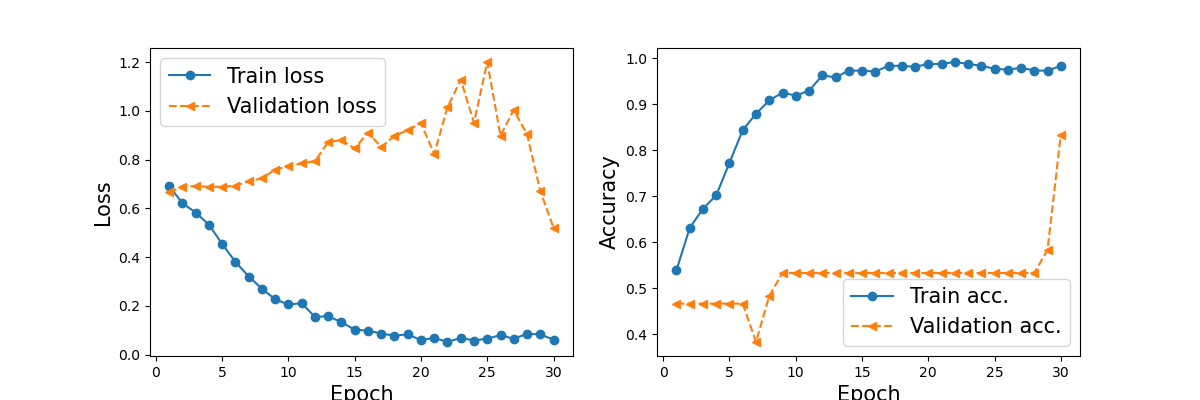 Train loss
Validation loss
Loss
1.2
1.0
0.8
0.6
0.4
0.2
0.0
0 5 10 15 20 25 30
Epoch
Train acc.
Validation acc.
Accuracy
1.0
0.9
0.8
0.7
0.6
0.5
0.4
0 5 10 15 20 25 30
Epoch